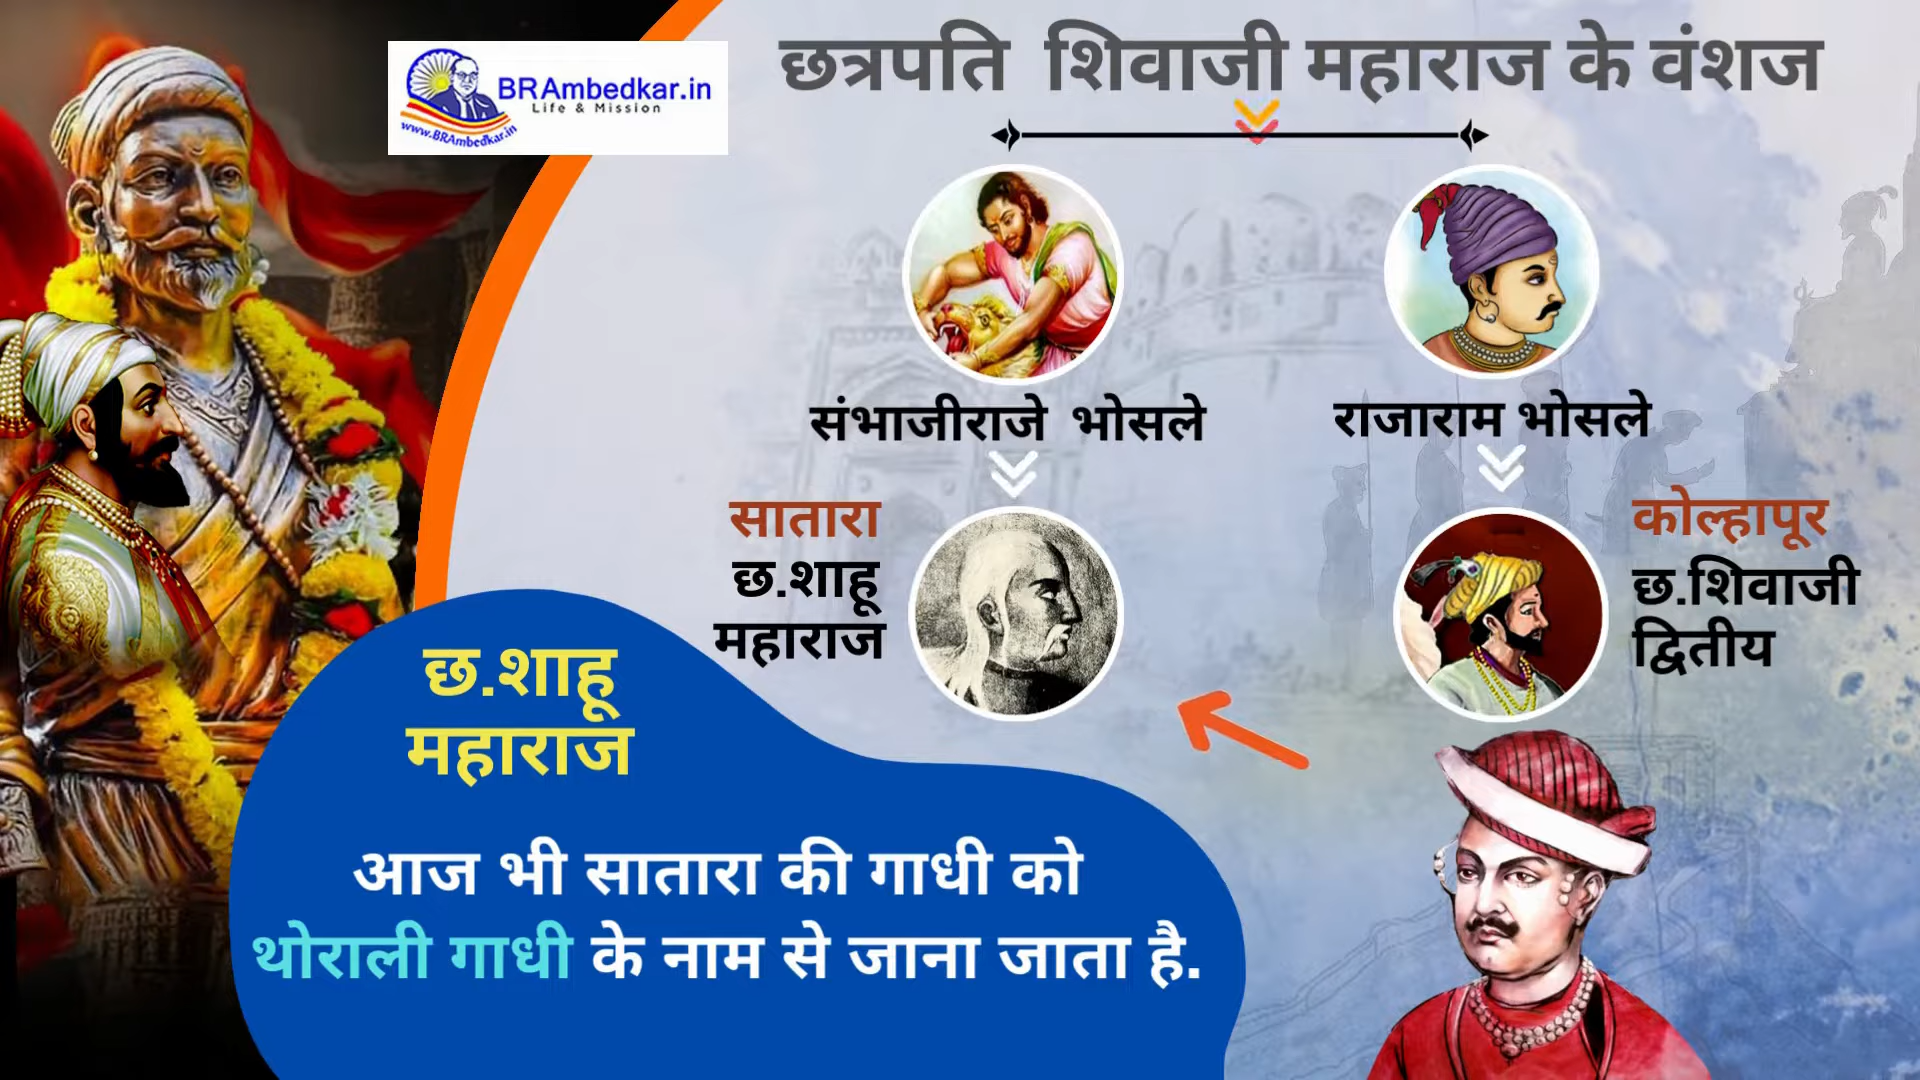 BRAmbedkar.in
Life & Mission
www.BRAmbedkar.in
छत्रपति शिवाजी महाराज के वंशज
संभाजीराजे भोसले
राजाराम भोसले
सातारा
छ.शाहू
महाराज
कोल्हापूर
छ.शिवाजी
द्वितीय
छ.शाहू
महाराज
आज भी सातारा की गाधी को
थोराली गाधी के नाम से जाना जाता है.